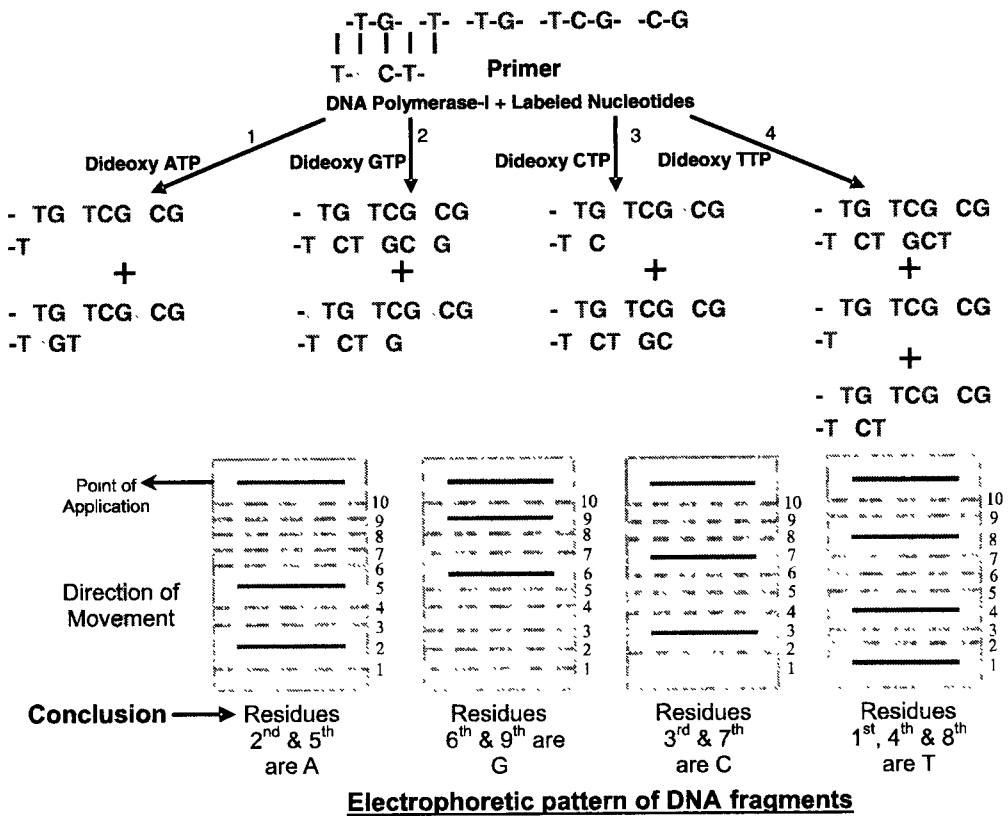 -T-G- -T- -T-G- -T-C-G- -C-G
T- C-T- Primer
DNA Polymerase-I + Labeled Nucleotides
1 2 3 4
Dideoxy ATP Dideoxy GTP Dideoxy CTP Dideoxy TTP
- TG TCG CG
-T
+
- TG TCG CG
-T GT
- TG TCG CG
-T CT GC G
+
- TG TCG CG
-T CT G
- TG TCG CG
-T C
+
- TG TCG CG
-T CT GC
- TG TCG CG
-T CT GCT
+
- TG TCG CG
-T
+
- TG TCG CG
-T CT
Point of
Application
Direction of
Movement
10
9
8
7
6
5
4
3
2
1
10
9
8
7
6
5
4
3
2
1
10
9
8
7
6
5
4
3
2
1
10
9
8
7
6
5
4
3
2
1
Conclusion
Residues
2nd & 5th
are A
Residues
6th & 9th are
G
Residues
3rd & 7th
are C
Residues
1st, 4th & 8th
are T
Electrophoretic pattern of DNA fragments